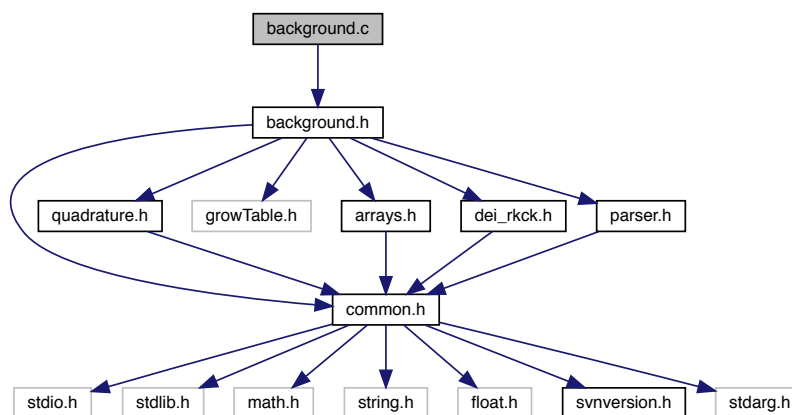 background.c
background.h
quadrature.h growTable.h arrays.h dei_rkck.h parser.h
common.h
stdio.h stdlib.h math.h string.h float.h svnversion.h stdarg.h